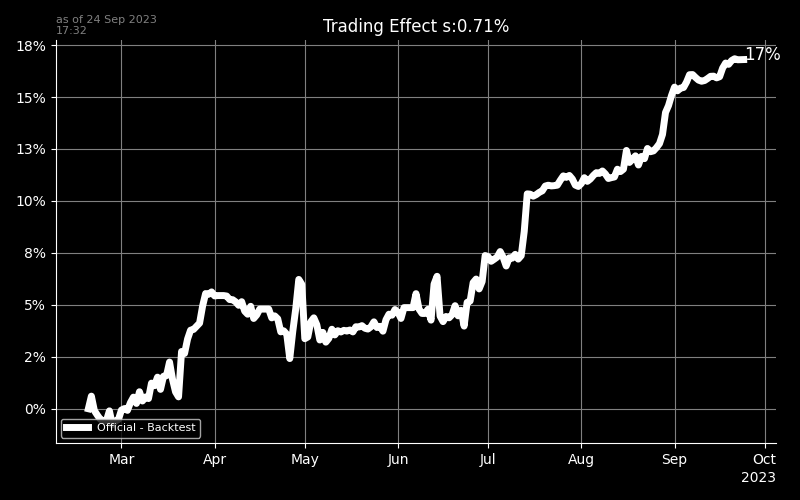 as of 24 Sep 2023
17:32
Trading Effect s:0.71%
18%
17%
15%
13%
10%
8%
5%
2%
0%
Official - Backtest
Mar Apr May Jun Jul Aug Sep Oct
2023